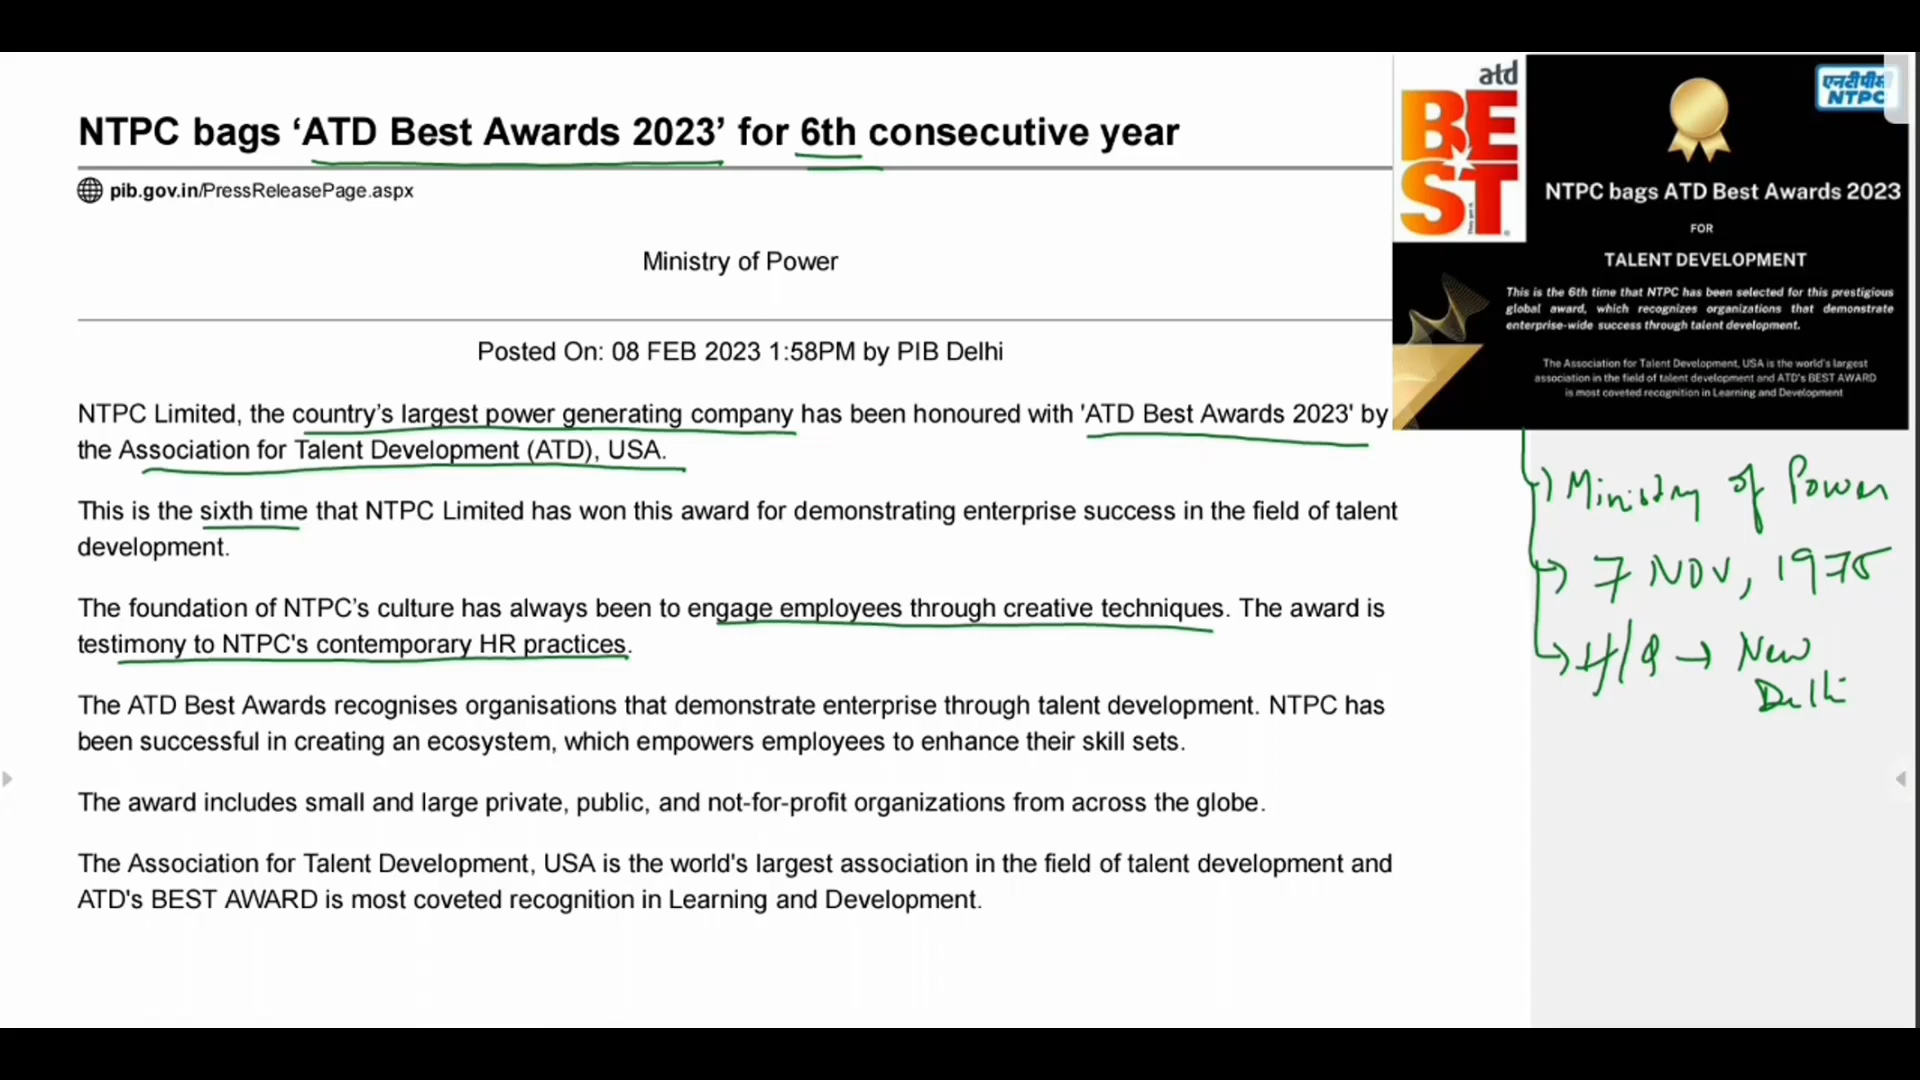 NTPC bags ‘ATD Best Awards 2023’ for 6th consecutive year
pib.gov.in/PressReleasePage.aspx
Ministry of Power
Posted On: 08 FEB 2023 1:58PM by PIB Delhi
NTPC Limited, the country’s largest power generating company has been honoured with 'ATD Best Awards 2023' by
the Association for Talent Development (ATD), USA.
This is the sixth time that NTPC Limited has won this award for demonstrating enterprise success in the field of talent
development.
The foundation of NTPC’s culture has always been to engage employees through creative techniques. The award is
testimony to NTPC's contemporary HR practices.
The ATD Best Awards recognises organisations that demonstrate enterprise through talent development. NTPC has
been successful in creating an ecosystem, which empowers employees to enhance their skill sets.
The award includes small and large private, public, and not-for-profit organizations from across the globe.
The Association for Talent Development, USA is the world's largest association in the field of talent development and
ATD's BEST AWARD is most coveted recognition in Learning and Development.
atd
BE
ST
एनटीपीसी
NTPC
NTPC bags ATD Best Awards 2023
FOR
TALENT DEVELOPMENT
This is the 6th time that NTPC has been selected for this prestigious
global award, which recognizes organizations that demonstrate
enterprise-wide success through talent development.
The Association for Talent Development, USA is the world's largest
association in the field of talent development and ATD's BEST AWARD
is most coveted recognition in Learning and Development
Ministry of Power
7 NOV, 1975
H/Q → New
Delhi